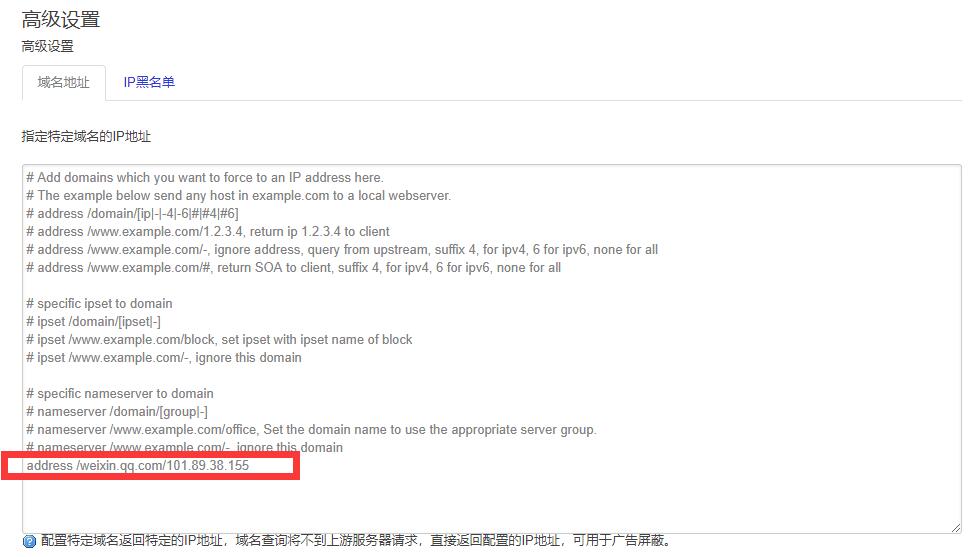 高级设置
高级设置
域名地址 IP黑名单
指定特定域名的IP地址
# Add domains which you want to force to an IP address here.
# The example below send any host in example.com to a local webserver.
# address /domain/[ip|-|-4|-6|#|#4|#6]
# address /www.example.com/1.2.3.4, return ip 1.2.3.4 to client
# address /www.example.com/-, ignore address, query from upstream, suffix 4, for ipv4, 6 for ipv6, none for all
# address /www.example.com/#, return SOA to client, suffix 4, for ipv4, 6 for ipv6, none for all
# specific ipset to domain
# ipset /domain/[ipset|-]
# ipset /www.example.com/block, set ipset with ipset name of block
# ipset /www.example.com/-, ignore this domain
# specific nameserver to domain
# nameserver /domain/[group|-]
# nameserver /www.example.com/office, Set the domain name to use the appropriate server group.
# nameserver /www.example.com/-, ignore this domain
address /weixin.qq.com/101.89.38.155
配置特定域名返回特定的IP地址，域名查询将不到上游服务器请求，直接返回配置的IP地址，可用于广告屏蔽。